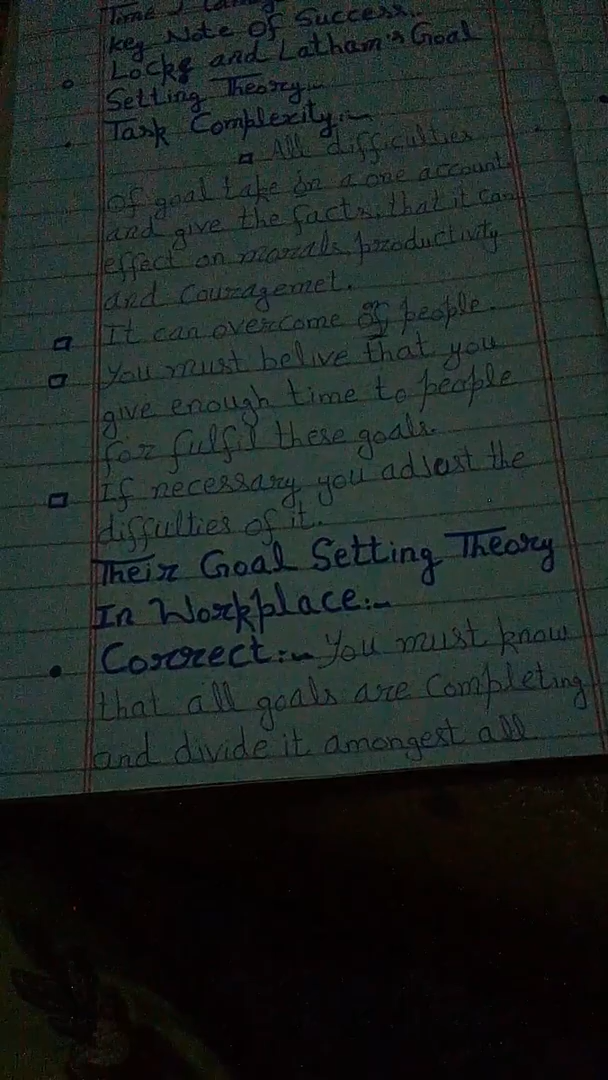 Time
key Note Of Success.
Locke and Latham's Goal
Setting Theory:-
Task Complexity:-
All difficulties
of goal take in a one account
and give the facts, that it can
effect on morals, productivity
and couragemet.
It can overcome of people.
You must belive that you
give enough time to people
for fulfil these goals.
If necessary you adjust the
diffulties of it.
Their Goal Setting Theory
In Workplace:-
Correct:- You must know
that all goals are completing
and divide it amongest all